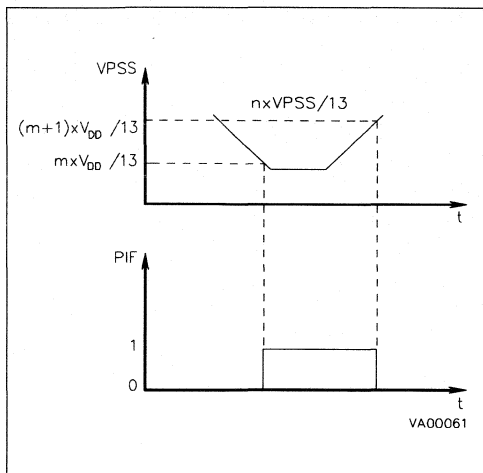 VPSS
nxVPSS/13
(m+1)xV_DD /13
mxV_DD /13
t
PIF
1
0
t
VA00061